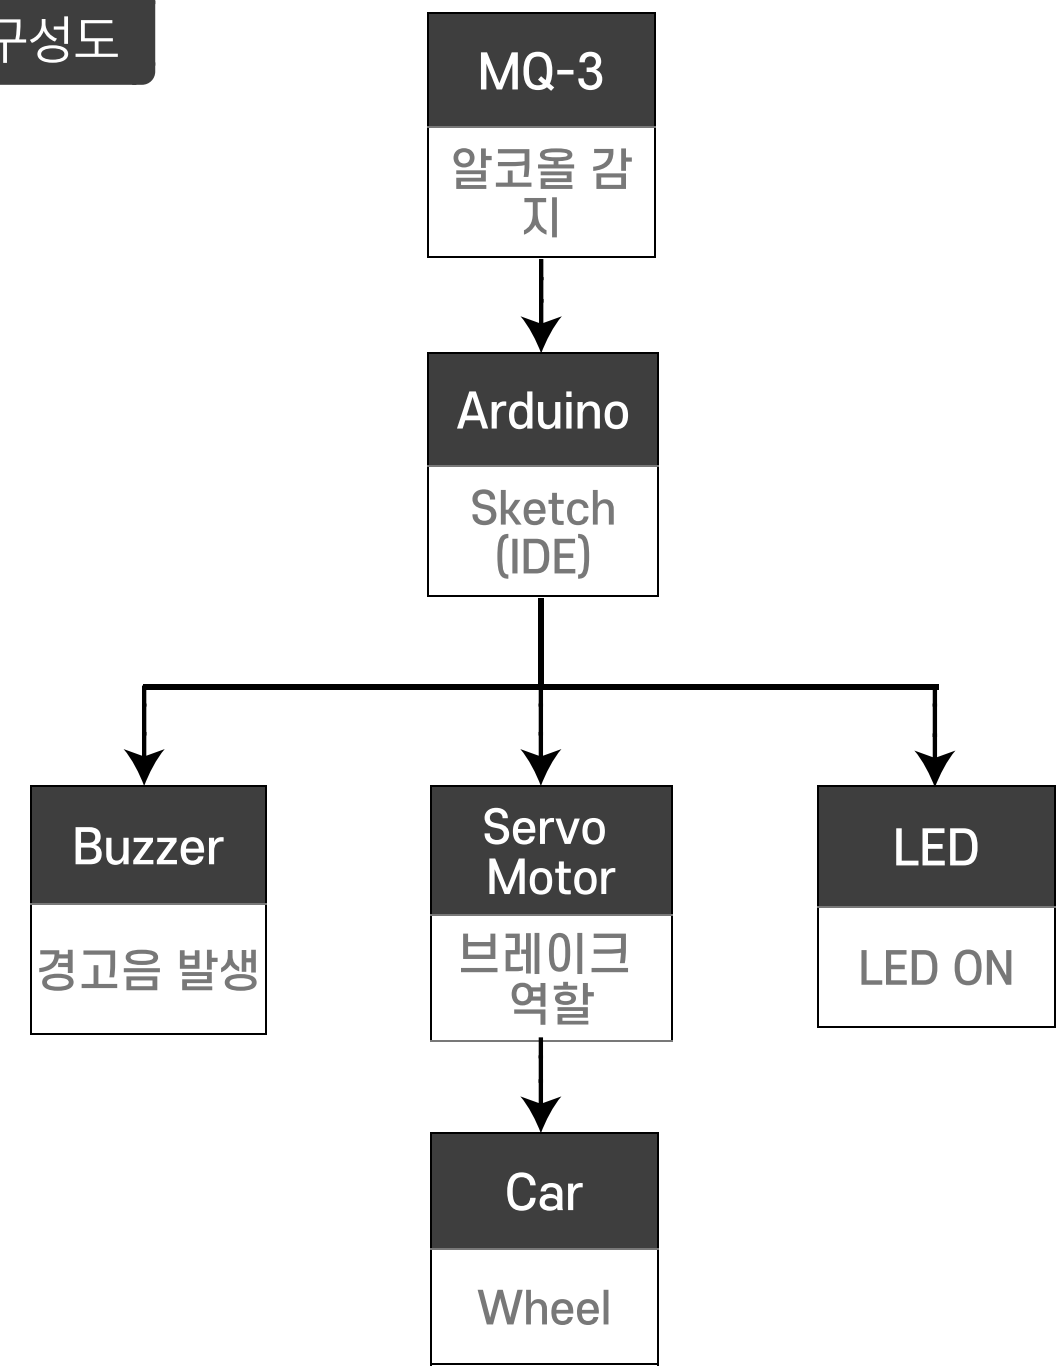 구성도
MQ-3
알코올 감
지
Arduino
Sketch
(IDE)
Buzzer
경고음 발생
Servo
Motor
브레이크
역할
LED
LED ON
Car
Wheel